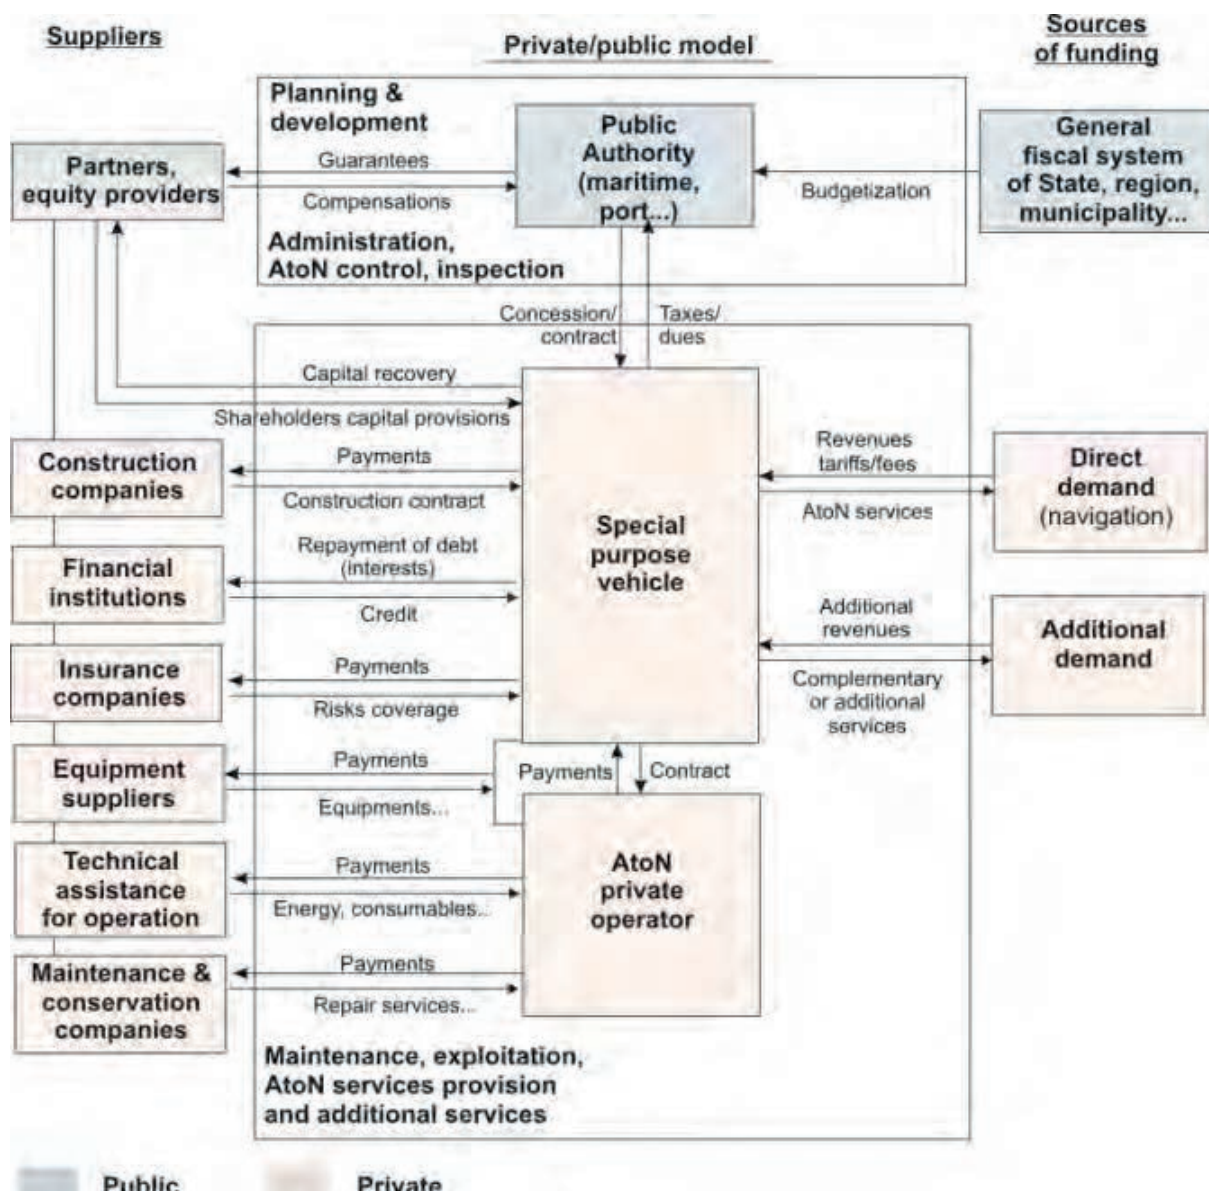 Suppliers
Private/public model
Sources
of funding
Planning &
development
Public
Authority
(maritime,
port...)
General
fiscal system
of State, region,
municipality...
Partners,
equity providers
Guarantees
Compensations
Budgetization
Administration,
AtoN control, inspection
Concession/
contract
Taxes/
dues
Capital recovery
Shareholders capital provisions
Construction
companies
Payments
Construction contract
Revenues
tariffs/fees
AtoN services
Direct
demand
(navigation)
Special
purpose
vehicle
Financial
institutions
Repayment of debt
(interests)
Credit
Additional
revenues
Complementary
or additional
services
Additional
demand
Insurance
companies
Payments
Risks coverage
Equipment
suppliers
Payments
Equipments...
Payments
Contract
Technical
assistance
for operation
Payments
Energy, consumables...
AtoN
private
operator
Maintenance &
conservation
companies
Payments
Repair services...
Maintenance, exploitation,
AtoN services provision
and additional services
Public
Private